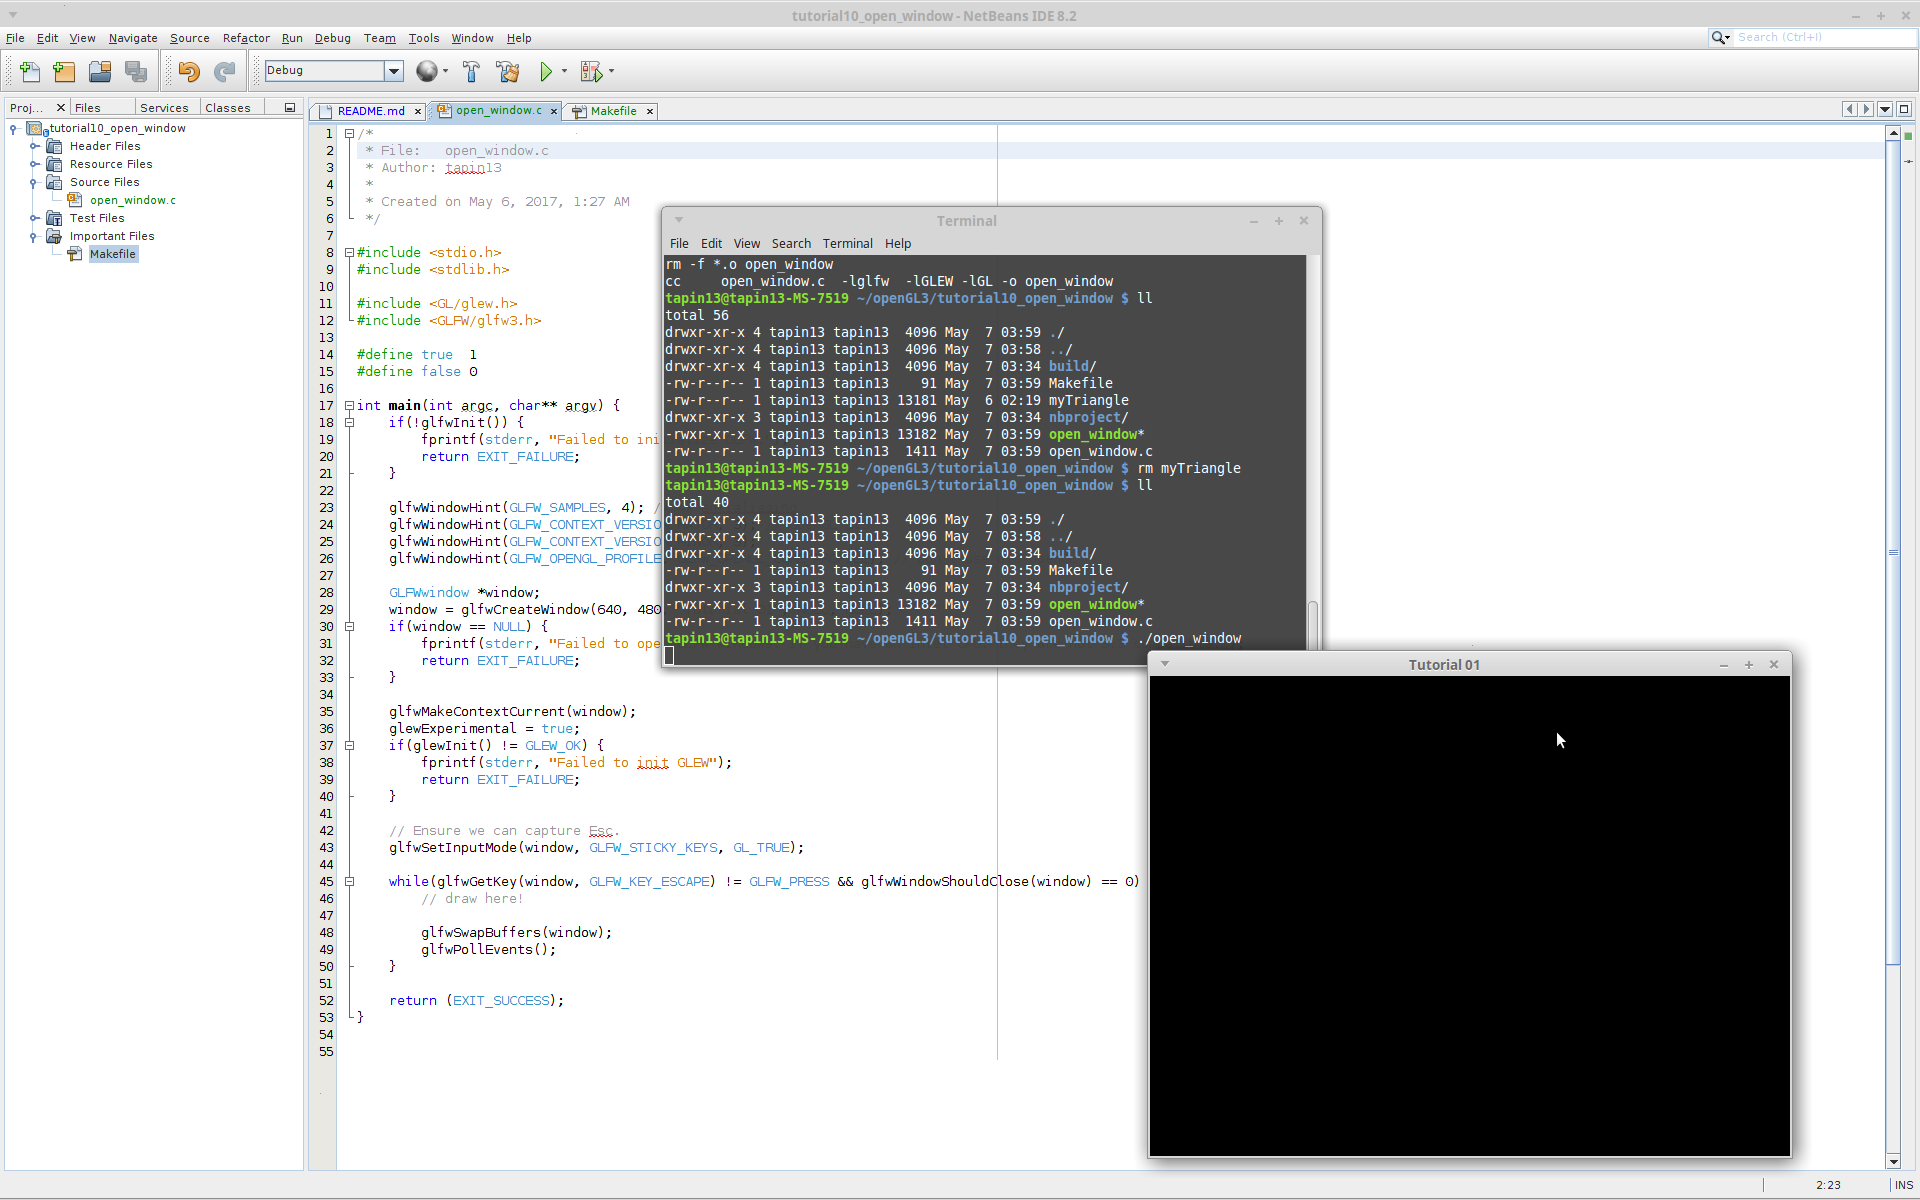 tutorial10_open_window - NetBeans IDE 8.2
File Edit View Navigate Source Refactor Run Debug Team Tools Window Help
Search (Ctrl+I)
Debug
Proj... Files Services Classes
README.md open_window.c Makefile
tutorial10_open_window
Header Files
Resource Files
Source Files
open_window.c
Test Files
Important Files
Makefile
1 /*
2 * File:   open_window.c
3 * Author: tapin13
4 *
5 * Created on May 6, 2017, 1:27 AM
6 */
7
8 #include <stdio.h>
9 #include <stdlib.h>
10
11 #include <GL/glew.h>
12 #include <GLFW/glfw3.h>
13
14 #define true  1
15 #define false 0
16
17 int main(int argc, char** argv) {
18 if(!glfwInit()) {
19 fprintf(stderr, "Failed to ini
20 return EXIT_FAILURE;
21 }
22
23 glfwWindowHint(GLFW_SAMPLES, 4); /
24 glfwWindowHint(GLFW_CONTEXT_VERSIO
25 glfwWindowHint(GLFW_CONTEXT_VERSIO
26 glfwWindowHint(GLFW_OPENGL_PROFILE
27
28 GLFWwindow *window;
29 window = glfwCreateWindow(640, 480
30 if(window == NULL) {
31 fprintf(stderr, "Failed to ope
32 return EXIT_FAILURE;
33 }
34
35 glfwMakeContextCurrent(window);
36 glewExperimental = true;
37 if(glewInit() != GLEW_OK) {
38 fprintf(stderr, "Failed to init GLEW");
39 return EXIT_FAILURE;
40 }
41
42 // Ensure we can capture Esc.
43 glfwSetInputMode(window, GLFW_STICKY_KEYS, GL_TRUE);
44
45 while(glfwGetKey(window, GLFW_KEY_ESCAPE) != GLFW_PRESS && glfwWindowShouldClose(window) == 0)
46 // draw here!
47
48 glfwSwapBuffers(window);
49 glfwPollEvents();
50 }
51
52 return (EXIT_SUCCESS);
53 }
54
55
Terminal
File Edit View Search Terminal Help
rm -f *.o open_window
cc     open_window.c  -lglfw  -lGLEW -lGL -o open_window
tapin13@tapin13-MS-7519 ~/openGL3/tutorial10_open_window $ ll
total 56
drwxr-xr-x 4 tapin13 tapin13  4096 May  7 03:59 ./
drwxr-xr-x 4 tapin13 tapin13  4096 May  7 03:58 ../
drwxr-xr-x 4 tapin13 tapin13  4096 May  7 03:34 build/
-rw-r--r-- 1 tapin13 tapin13    91 May  7 03:59 Makefile
-rw-r--r-- 1 tapin13 tapin13 13181 May  6 02:19 myTriangle
drwxr-xr-x 3 tapin13 tapin13  4096 May  7 03:34 nbproject/
-rwxr-xr-x 1 tapin13 tapin13 13182 May  7 03:59 open_window*
-rw-r--r-- 1 tapin13 tapin13  1411 May  7 03:59 open_window.c
tapin13@tapin13-MS-7519 ~/openGL3/tutorial10_open_window $ rm myTriangle
tapin13@tapin13-MS-7519 ~/openGL3/tutorial10_open_window $ ll
total 40
drwxr-xr-x 4 tapin13 tapin13  4096 May  7 03:59 ./
drwxr-xr-x 4 tapin13 tapin13  4096 May  7 03:58 ../
drwxr-xr-x 4 tapin13 tapin13  4096 May  7 03:34 build/
-rw-r--r-- 1 tapin13 tapin13    91 May  7 03:59 Makefile
drwxr-xr-x 3 tapin13 tapin13  4096 May  7 03:34 nbproject/
-rwxr-xr-x 1 tapin13 tapin13 13182 May  7 03:59 open_window*
-rw-r--r-- 1 tapin13 tapin13  1411 May  7 03:59 open_window.c
tapin13@tapin13-MS-7519 ~/openGL3/tutorial10_open_window $ ./open_window
Tutorial 01
2:23 INS